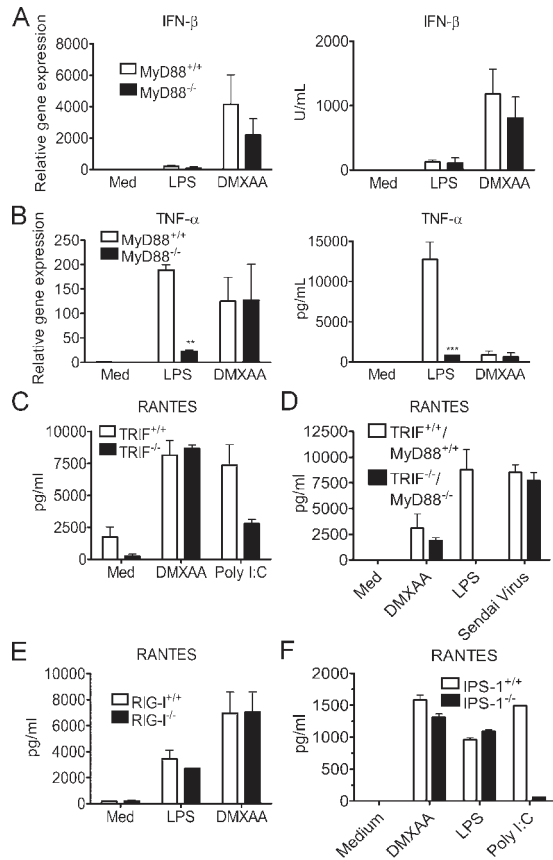 A
IFN-β
IFN-β
Relative gene expression
8000
6000
4000
2000
0
MyD88+/+
MyD88-/-
Med
LPS
DMXAA
U/mL
2000
1000
0
Med
LPS
DMXAA
B
TNF-α
TNF-α
Relative gene expression
250
200
150
100
50
0
MyD88+/+
MyD88-/-
**
Med
LPS
DMXAA
pg/mL
15000
10000
5000
0
***
Med
LPS
DMXAA
C
RANTES
pg/ml
10000
7500
5000
2500
0
TRIF+/+
TRIF-/-
Med
DMXAA
Poly I:C
D
RANTES
pg/ml
12500
10000
7500
5000
2500
0
TRIF+/+/
MyD88+/+
TRIF-/-/
MyD88-/-
Med
DMXAA
LPS
Sendai Virus
E
RANTES
pg/ml
10000
8000
6000
4000
2000
0
RIG-I+/+
RIG-I-/-
Med
LPS
DMXAA
F
RANTES
pg/ml
2000
1500
1000
500
0
IPS-1+/+
IPS-1-/-
Medium
DMXAA
LPS
Poly I:C